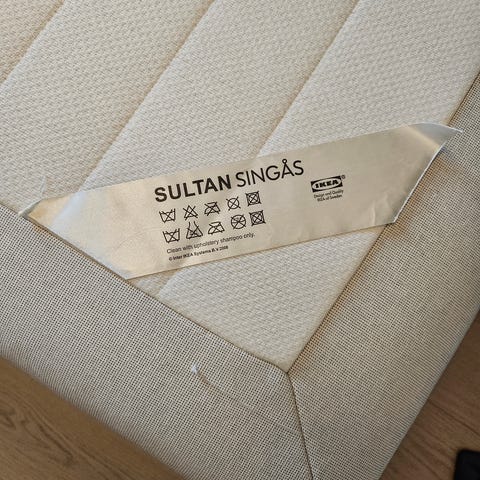 SULTAN SINGÅS
IKEA
Design and Quality
IKEA of Sweden
Clean with upholstery shampoo only.
© Inter IKEA Systems B.V. 2008